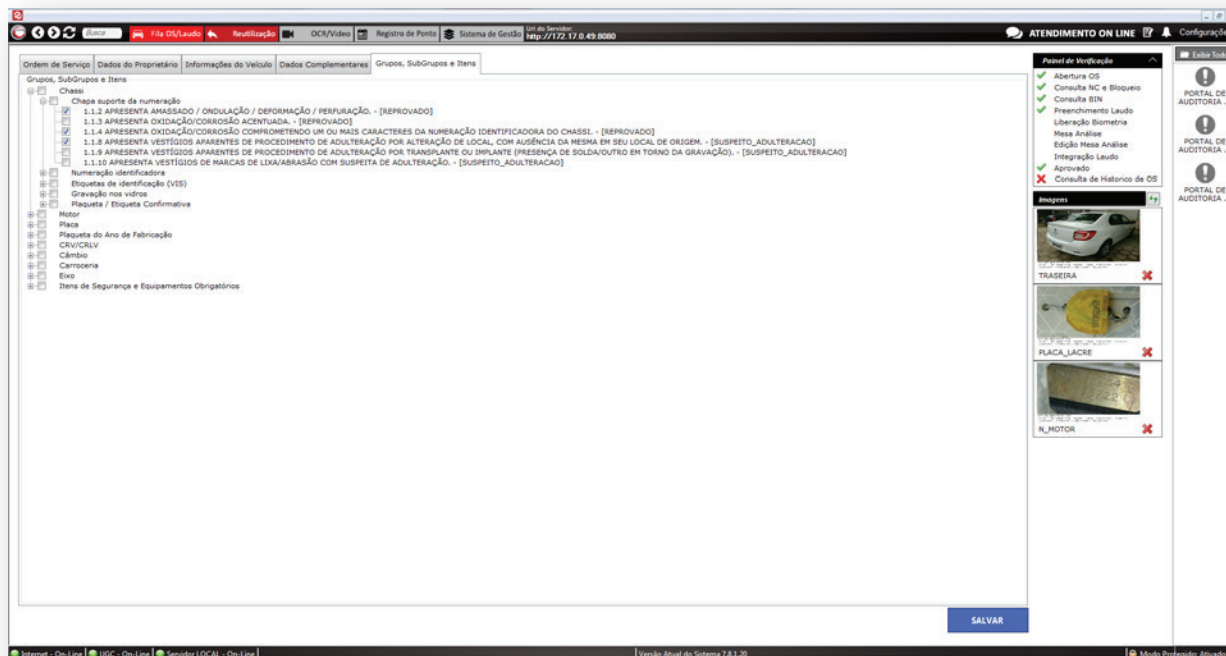 Busca Fila OS/Laudo Reutilização OCR/Video Registro de Ponto Sistema de Gestão Url do Servidor: ATENDIMENTO ON LINE Configuraçõe
http://172.17.0.49:8080
Ordem de Serviço Dados do Proprietário Informações do Veículo Dados Complementares Grupos, SubGrupos e Itens
Grupos, SubGrupos e Itens
Chassi
Chapa suporte da numeração
1.1.2 APRESENTA AMASSADO / ONDULAÇÃO / DEFORMAÇÃO / PERFURAÇÃO. - [REPROVADO]
1.1.3 APRESENTA OXIDAÇÃO/CORROSÃO ACENTUADA. - [REPROVADO]
1.1.4 APRESENTA OXIDAÇÃO/CORROSÃO COMPROMETENDO UM OU MAIS CARACTERES DA NUMERAÇÃO IDENTIFICADORA DO CHASSI. - [REPROVADO]
1.1.8 APRESENTA VESTÍGIOS APARENTES DE PROCEDIMENTO DE ADULTERAÇÃO POR ALTERAÇÃO DE LOCAL, COM AUSÊNCIA DA MESMA EM SEU LOCAL DE ORIGEM. - [SUSPEITO_ADULTERACAO]
1.1.9 APRESENTA VESTÍGIOS APARENTES DE PROCEDIMENTO DE ADULTERAÇÃO POR TRANSPLANTE OU IMPLANTE (PRESENÇA DE SOLDA/OUTRO EM TORNO DA GRAVAÇÃO). - [SUSPEITO_ADULTERACAO]
1.1.10 APRESENTA VESTÍGIOS DE MARCAS DE LIXA/ABRASÃO COM SUSPEITA DE ADULTERAÇÃO. - [SUSPEITO_ADULTERACAO]
Numeração identificadora
Etiquetas de identificação (VIS)
Gravação nos vidros
Plaqueta / Etiqueta Confirmativa
Motor
Placa
Plaqueta do Ano de Fabricação
CRV/CRLV
Câmbio
Carroceria
Eixo
Itens de Segurança e Equipamentos Obrigatórios
SALVAR
Painel de Verificação
Abertura OS
Consulta NC e Bloqueio
Consulta BIN
Preenchimento Laudo
Liberação Biometria
Mesa Análise
Edição Mesa Análise
Integração Laudo
Aprovado
Consulta de Historico de OS
Imagens
TRASEIRA
PLACA_LACRE
N_MOTOR
Exibir Tod
PORTAL DE
AUDITORIA .
PORTAL DE
AUDITORIA .
PORTAL DE
AUDITORIA .
Internet - On-Line UGC - On-Line Servidor LOCAL - On-Line Versão Atual do Sistema 7.8.1.20 Modo Protegido: Ativado